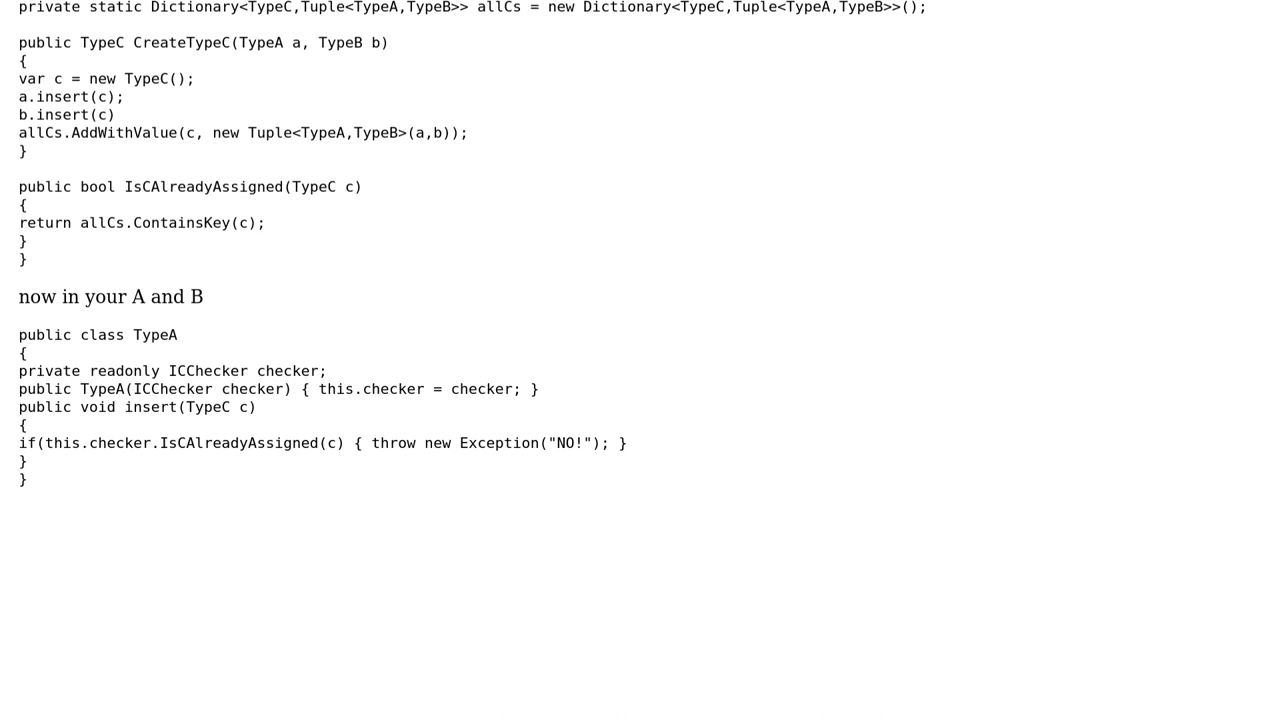 private static Dictionary<TypeC,Tuple<TypeA,TypeB>> allCs = new Dictionary<TypeC,Tuple<TypeA,TypeB>>();
public TypeC CreateTypeC(TypeA a, TypeB b)
{
var c = new TypeC();
a.insert(c);
b.insert(c)
allCs.AddWithValue(c, new Tuple<TypeA,TypeB>(a,b));
}
public bool IsCAlreadyAssigned(TypeC c)
{
return allCs.ContainsKey(c);
}
}
now in your A and B
public class TypeA
{
private readonly ICChecker checker;
public TypeA(ICChecker checker) { this.checker = checker; }
public void insert(TypeC c)
{
if(this.checker.IsCAlreadyAssigned(c) { throw new Exception("NO!"); }
}
}